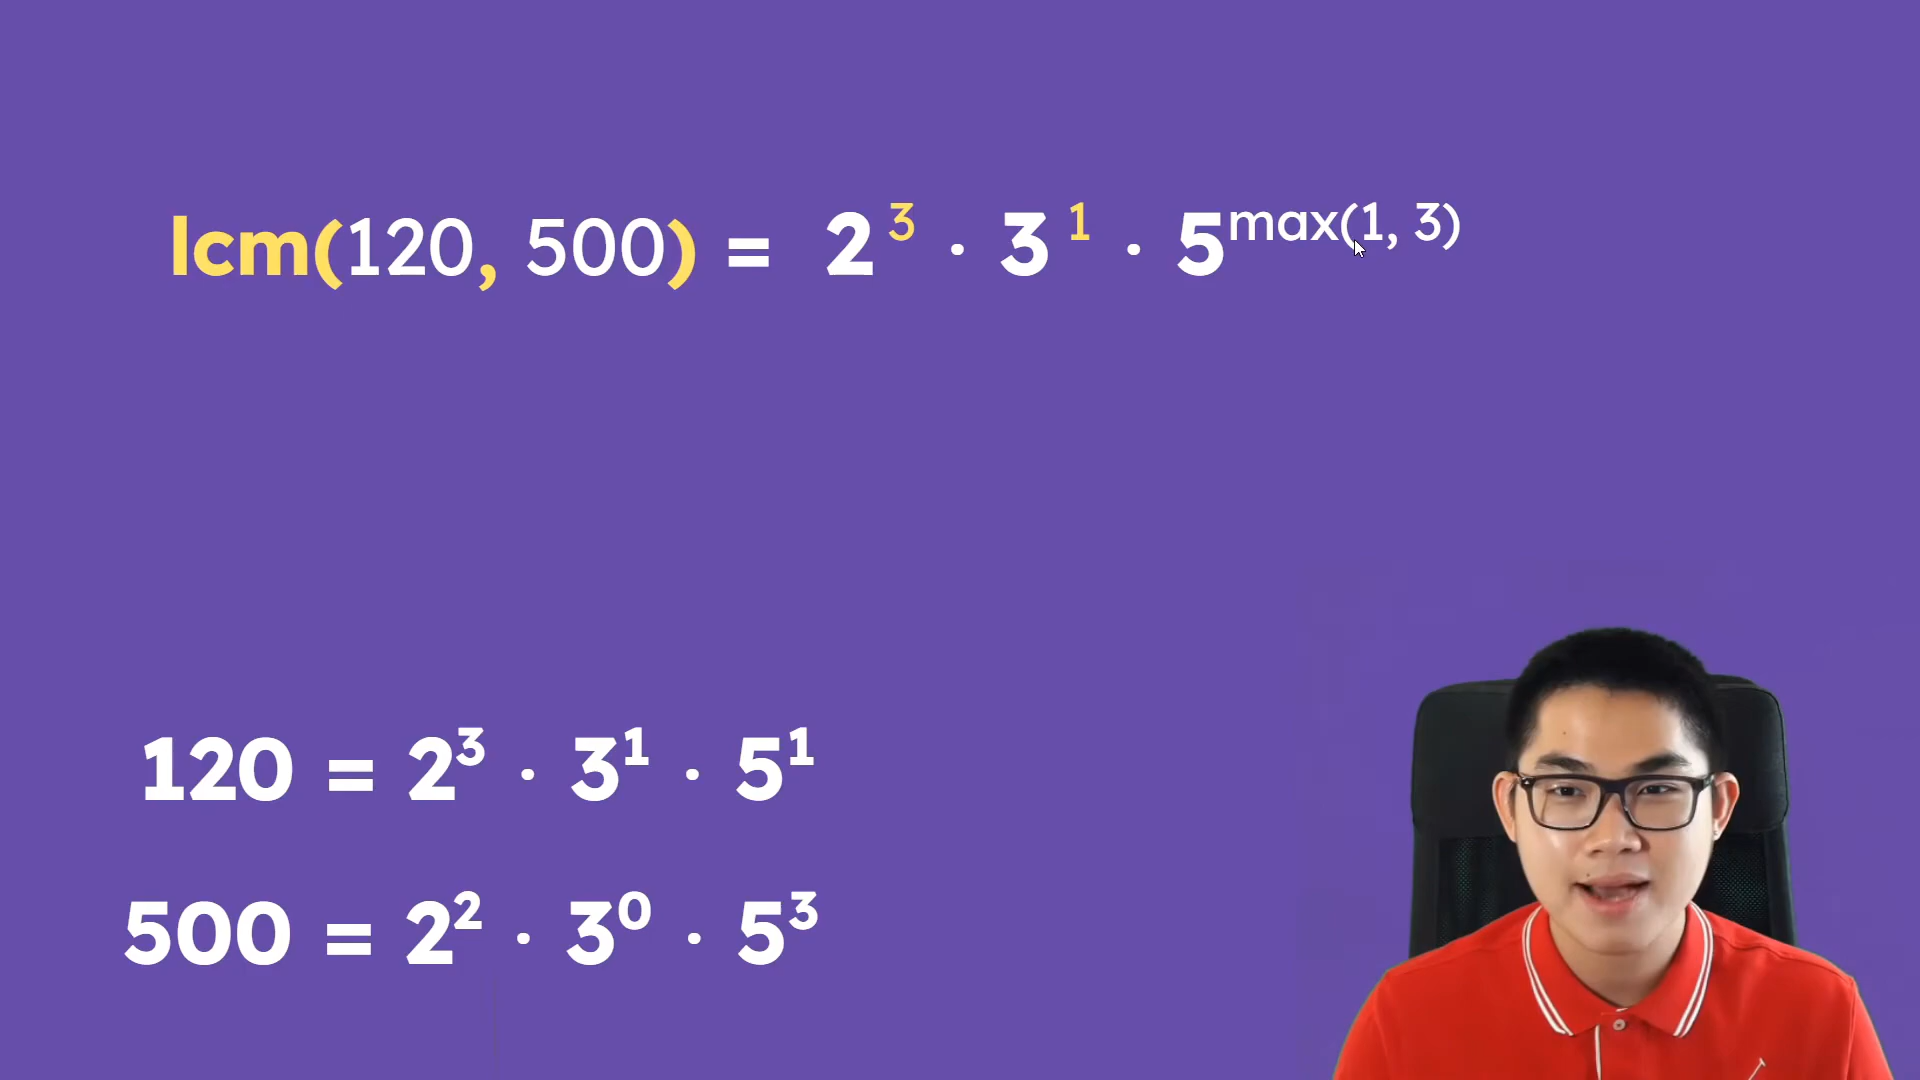 lcm(120, 500) = 2³ · 3¹ · 5^max(1, 3)
120 = 2³ · 3¹ · 5¹
500 = 2² · 3⁰ · 5³